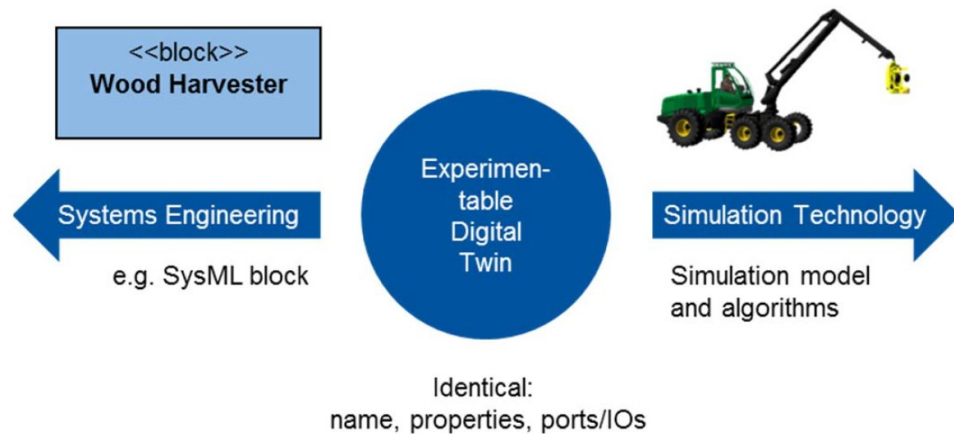 <<block>>
Wood Harvester
Systems Engineering
e.g. SysML block
Experimen-
table
Digital
Twin
Simulation Technology
Simulation model
and algorithms
Identical:
name, properties, ports/IOs